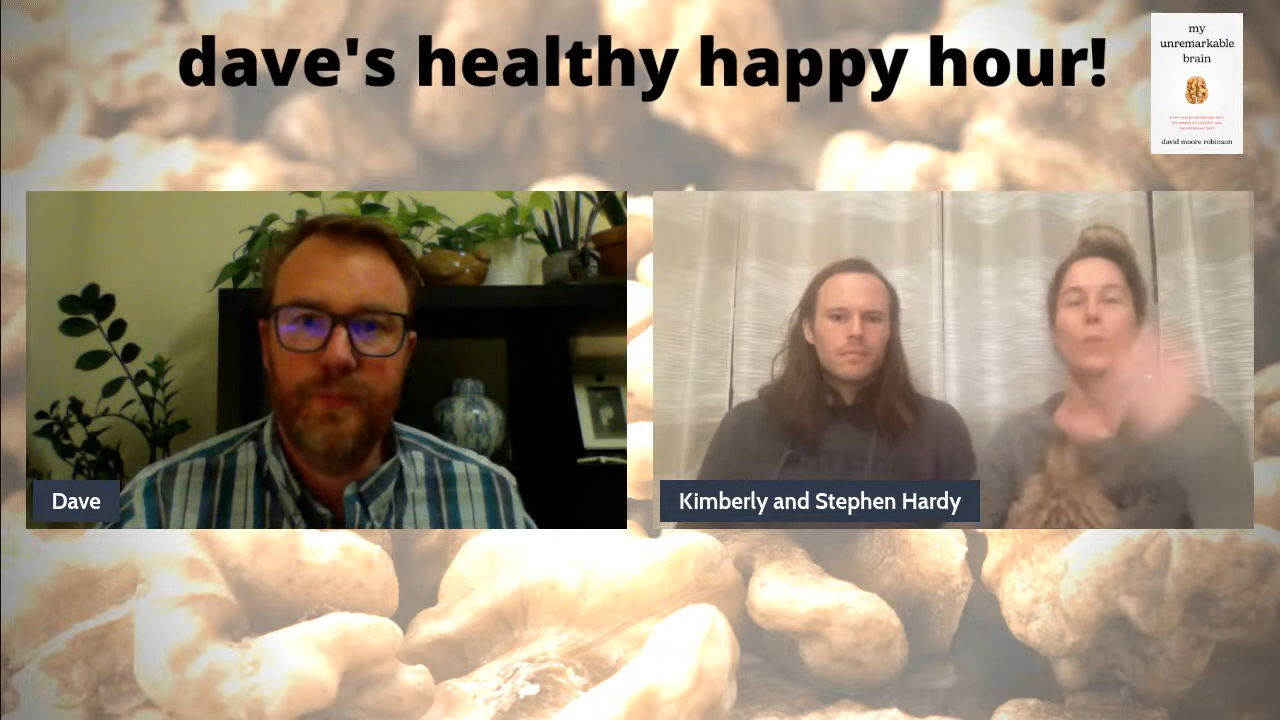 dave's healthy happy hour!
my
unremarkable
brain
david moore robinson
Dave
Kimberly and Stephen Hardy